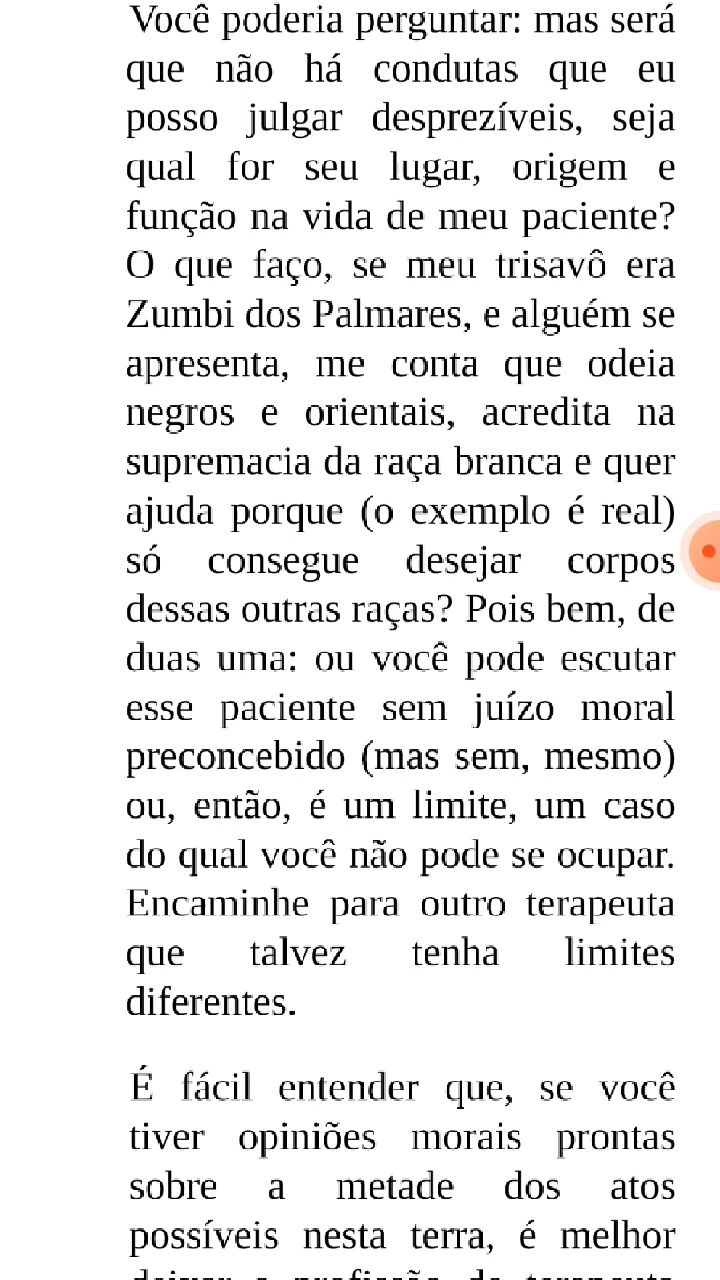 Você poderia perguntar: mas será
que não há condutas que eu
posso julgar desprezíveis, seja
qual for seu lugar, origem e
função na vida de meu paciente?
O que faço, se meu trisavô era
Zumbi dos Palmares, e alguém se
apresenta, me conta que odeia
negros e orientais, acredita na
supremacia da raça branca e quer
ajuda porque (o exemplo é real)
só consegue desejar corpos
dessas outras raças? Pois bem, de
duas uma: ou você pode escutar
esse paciente sem juízo moral
preconcebido (mas sem, mesmo)
ou, então, é um limite, um caso
do qual você não pode se ocupar.
Encaminhe para outro terapeuta
que talvez tenha limites
diferentes.
É fácil entender que, se você
tiver opiniões morais prontas
sobre a metade dos atos
possíveis nesta terra, é melhor